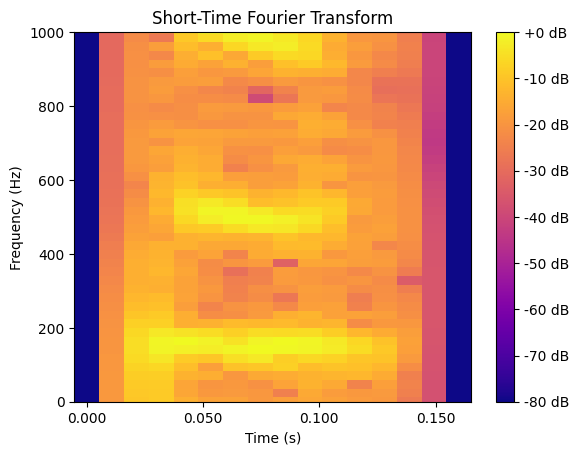 Short-Time Fourier Transform
1000
800
600
400
200
0
Frequency (Hz)
0.000
0.050
0.100
0.150
Time (s)
+0 dB
-10 dB
-20 dB
-30 dB
-40 dB
-50 dB
-60 dB
-70 dB
-80 dB